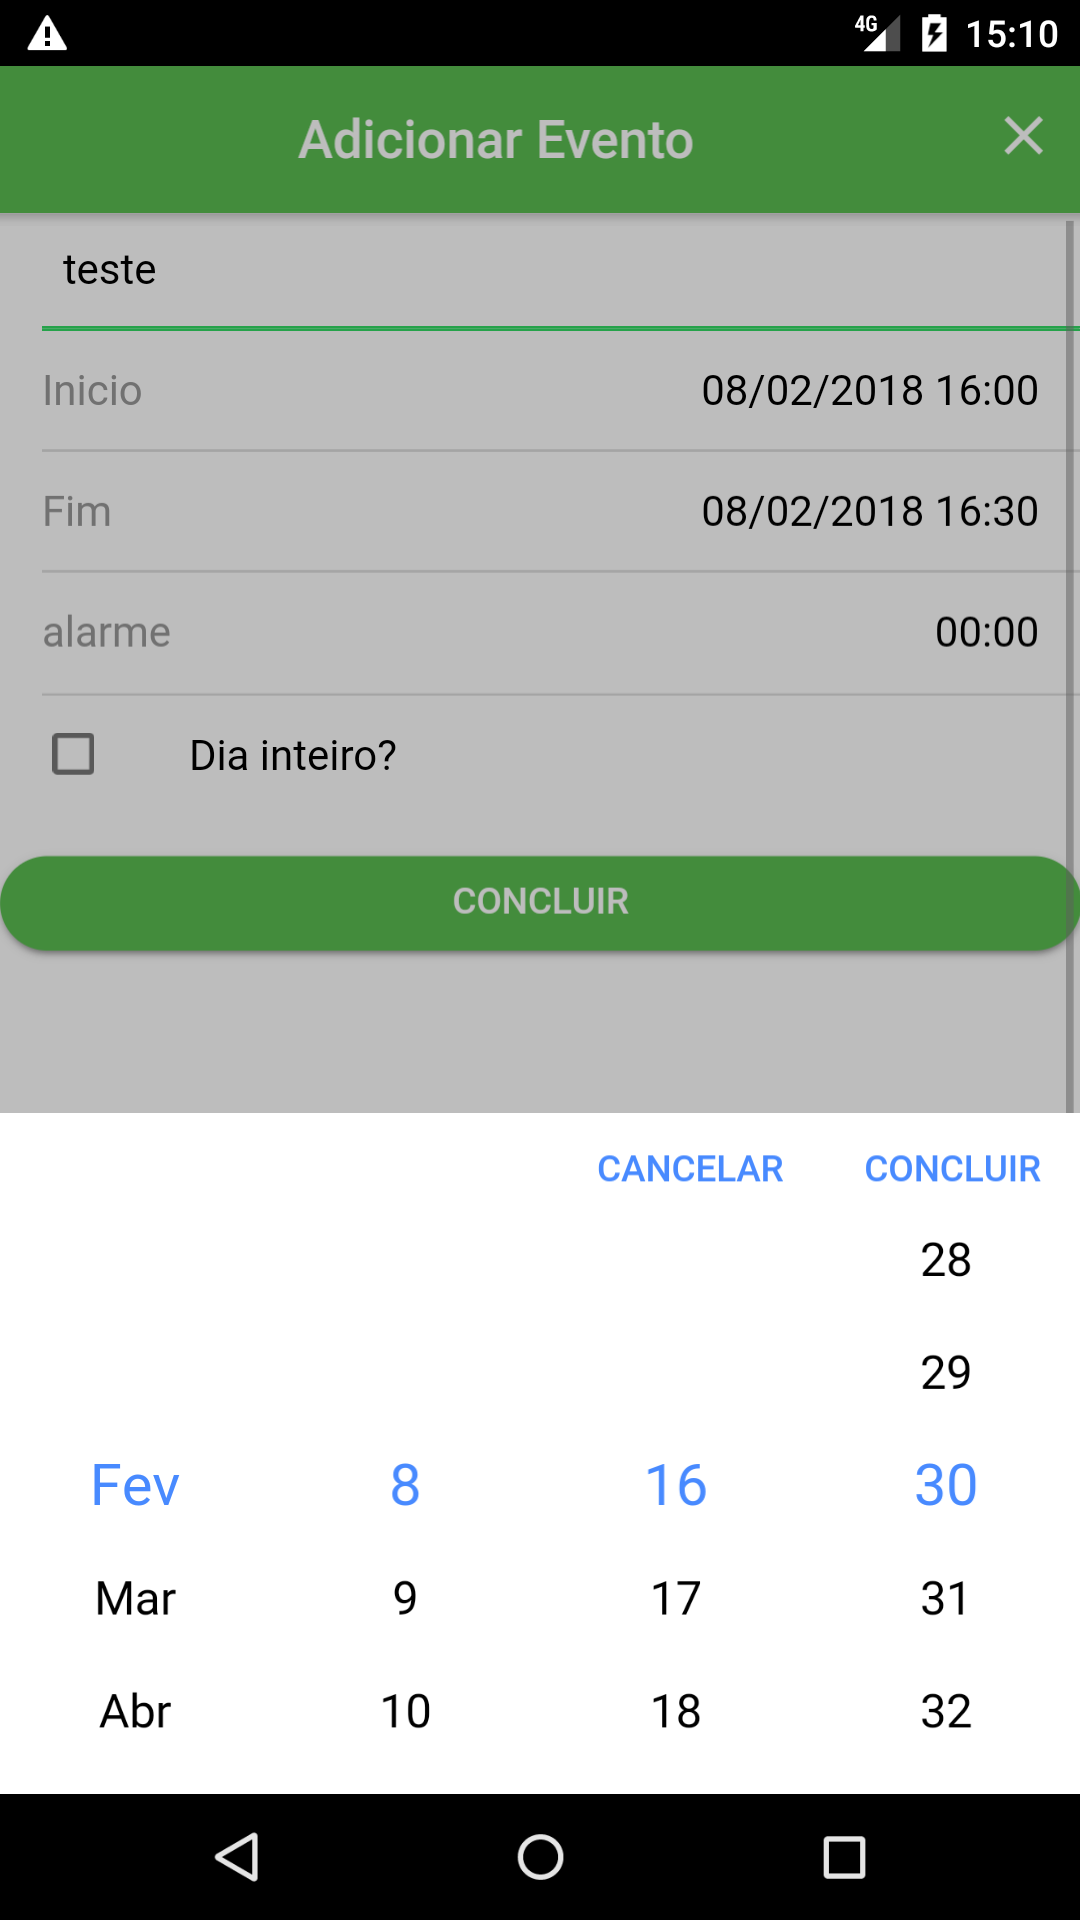 4G 15:10
Adicionar Evento
teste
Inicio 08/02/2018 16:00
Fim 08/02/2018 16:30
alarme 00:00
Dia inteiro?
CONCLUIR
CANCELAR CONCLUIR
28
29
Fev 8 16 30
Mar 9 17 31
Abr 10 18 32